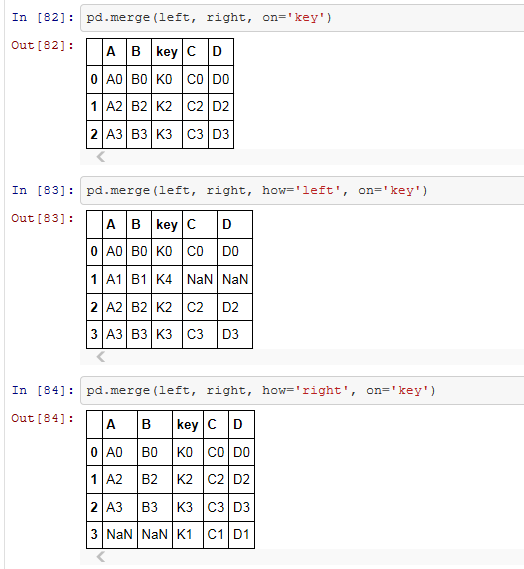 In [82]: pd.merge(left, right, on='key')
Out[82]:
A B key C D
0 A0 B0 K0 C0 D0
1 A2 B2 K2 C2 D2
2 A3 B3 K3 C3 D3
In [83]: pd.merge(left, right, how='left', on='key')
Out[83]:
A B key C D
0 A0 B0 K0 C0 D0
1 A1 B1 K4 NaN NaN
2 A2 B2 K2 C2 D2
3 A3 B3 K3 C3 D3
In [84]: pd.merge(left, right, how='right', on='key')
Out[84]:
A B key C D
0 A0 B0 K0 C0 D0
1 A2 B2 K2 C2 D2
2 A3 B3 K3 C3 D3
3 NaN NaN K1 C1 D1